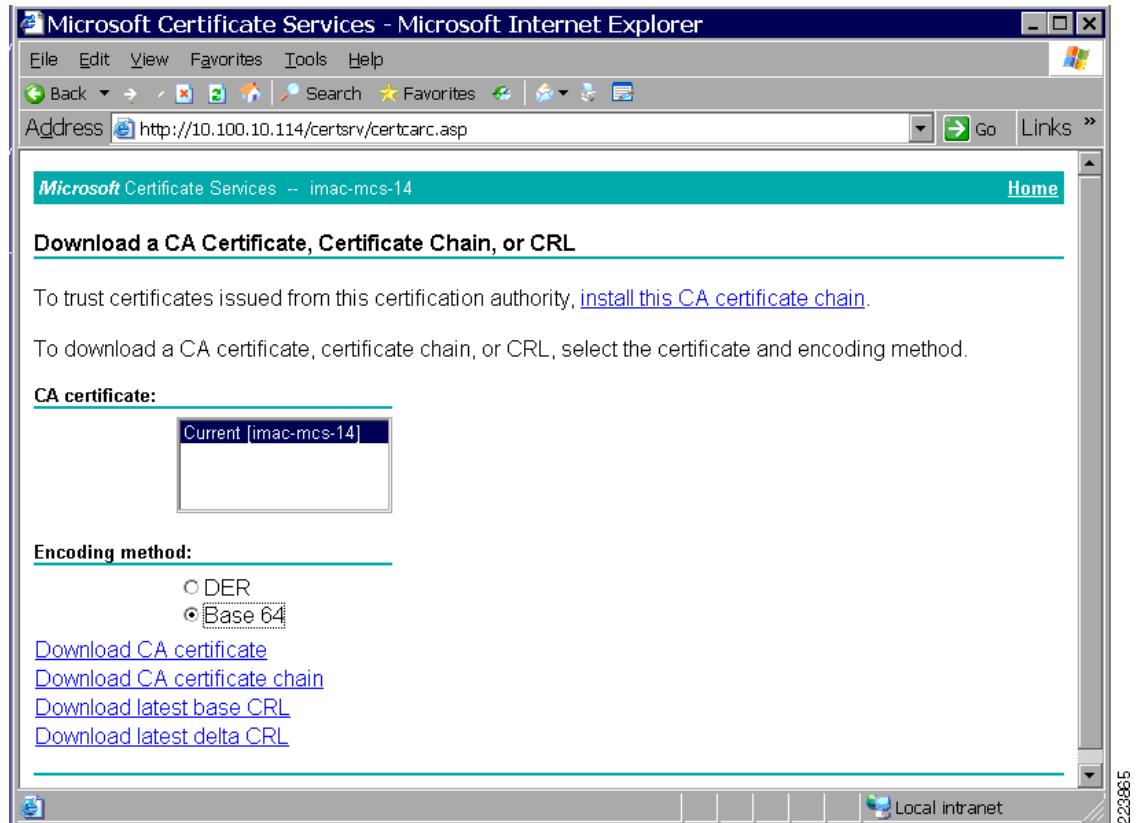 Microsoft Certificate Services - Microsoft Internet Explorer
File Edit View Favorites Tools Help
Back Search Favorites
Address http://10.100.10.114/certsrv/certcarc.asp Go Links »
Microsoft Certificate Services -- imac-mcs-14 Home
Download a CA Certificate, Certificate Chain, or CRL
To trust certificates issued from this certification authority, install this CA certificate chain.
To download a CA certificate, certificate chain, or CRL, select the certificate and encoding method.
CA certificate:
Current [imac-mcs-14]
Encoding method:
DER
Base 64
Download CA certificate
Download CA certificate chain
Download latest base CRL
Download latest delta CRL
Local intranet
223865